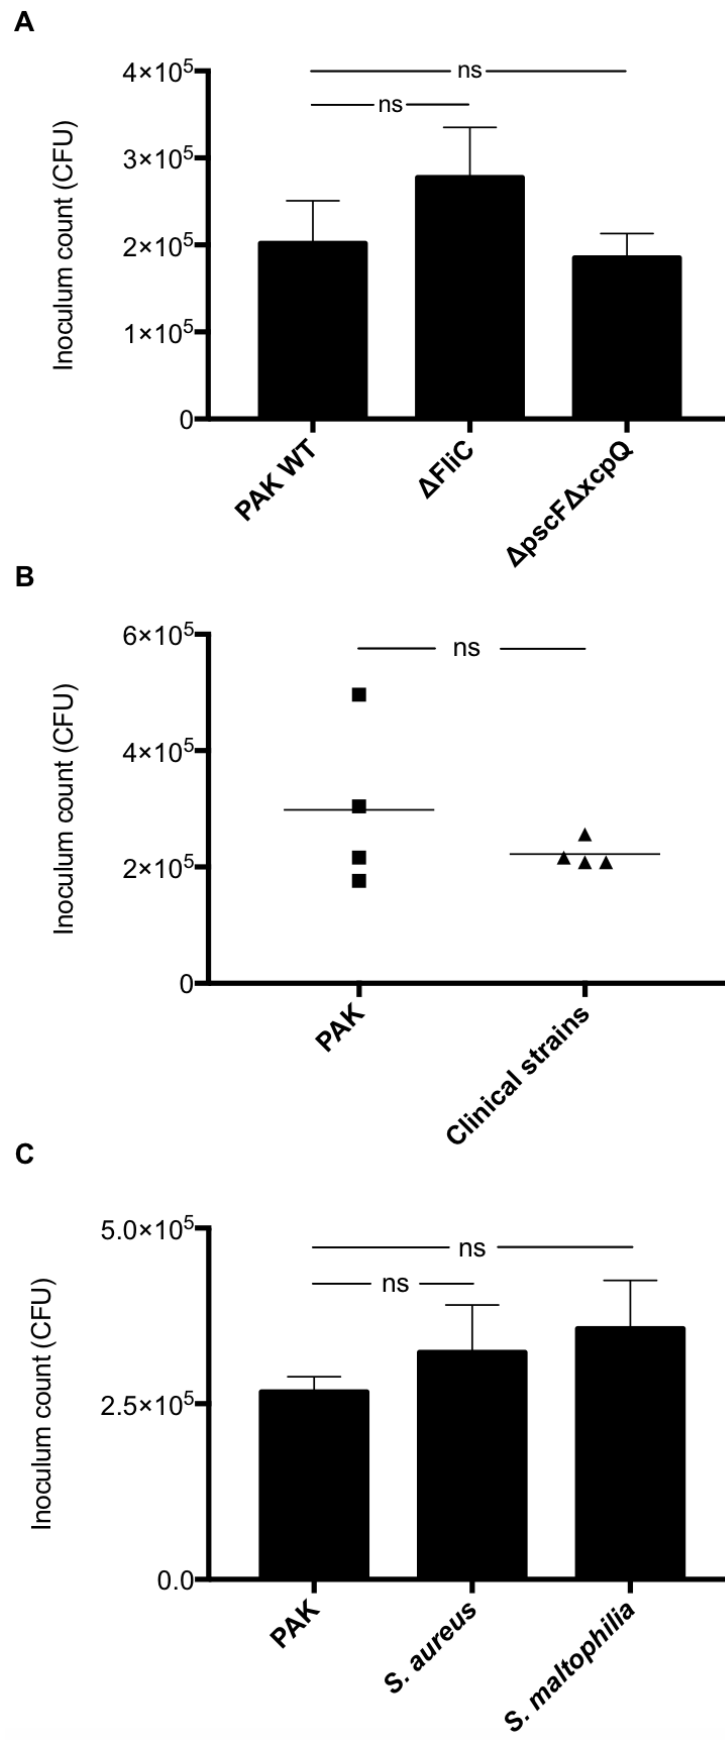 A
Inoculum count (CFU)
4×10⁵
3×10⁵
2×10⁵
1×10⁵
0
ns
ns
PAK WT
ΔFliC
ΔpscFΔxcpQ
B
Inoculum count (CFU)
6×10⁵
4×10⁵
2×10⁵
0
ns
PAK
Clinical strains
C
Inoculum count (CFU)
5.0×10⁵
2.5×10⁵
0.0
ns
ns
PAK
S. aureus
S. maltophilia